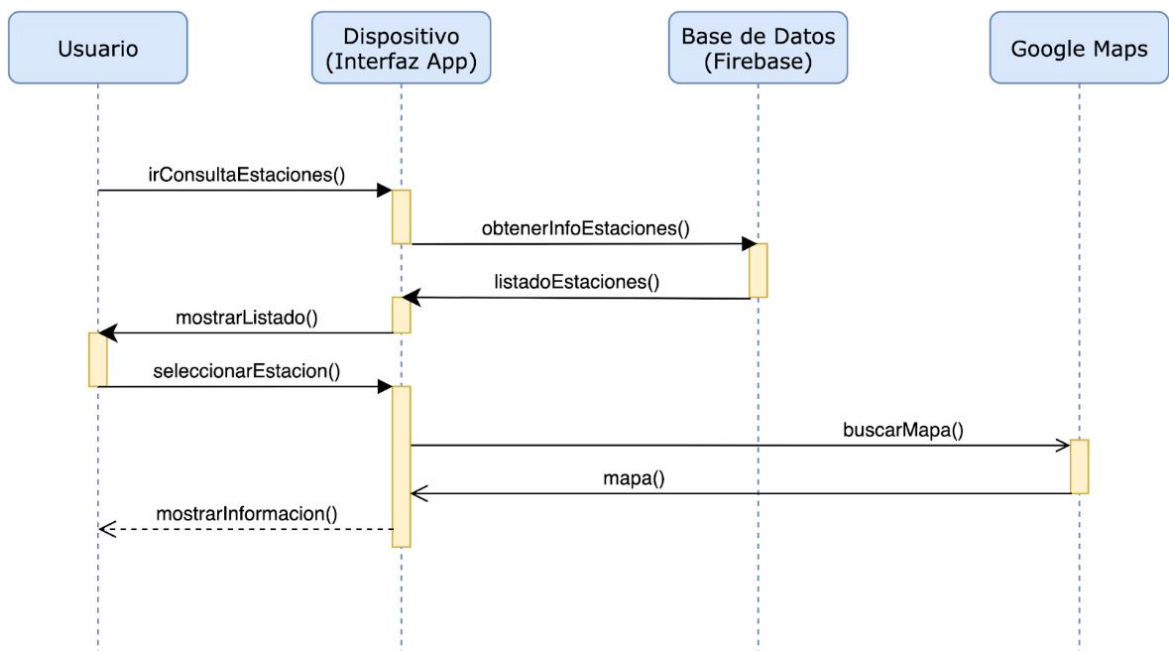 Usuario
Dispositivo
(Interfaz App)
Base de Datos
(Firebase)
Google Maps
irConsultaEstaciones()
obtenerInfoEstaciones()
listadoEstaciones()
mostrarListado()
seleccionarEstacion()
buscarMapa()
mapa()
mostrarInformacion()